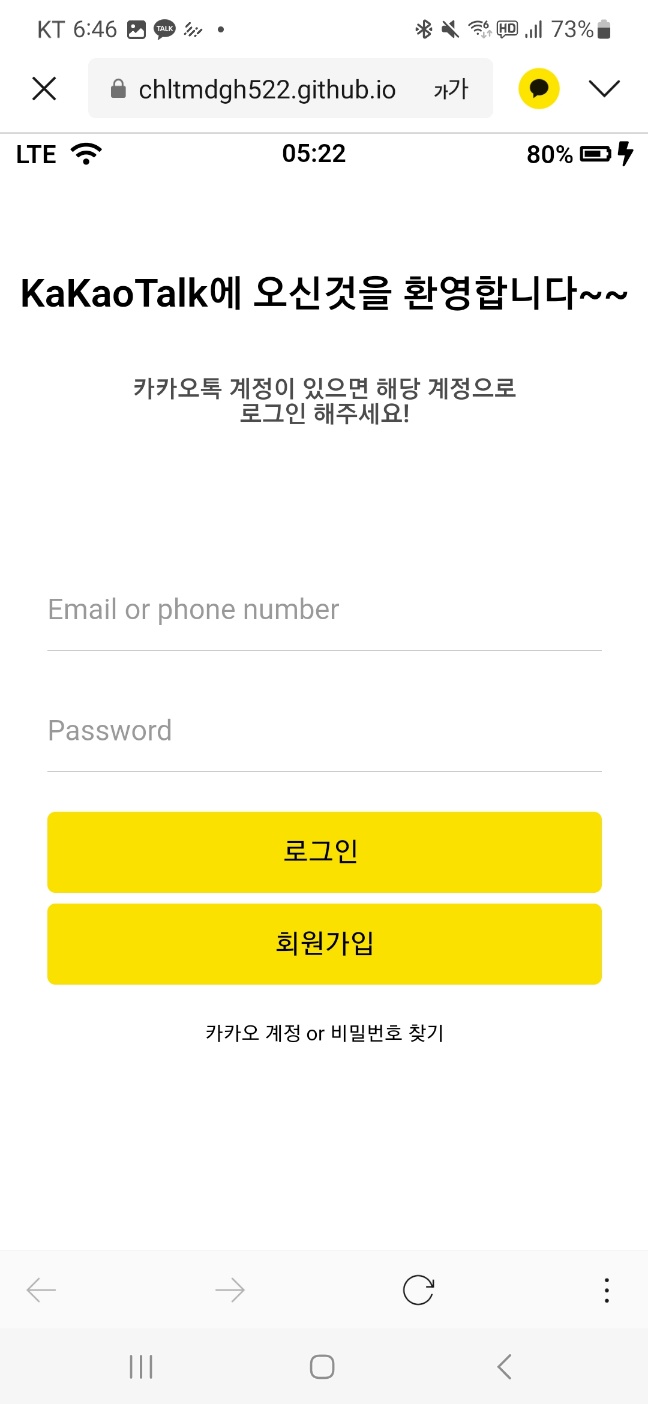 KT 6:46 TALK 6 HD 73%
chltmdgh522.github.io 가가
LTE 05:22 80%
KaKaoTalk에 오신것을 환영합니다~~
카카오톡 계정이 있으면 해당 계정으로
로그인 해주세요!
Email or phone number
Password
로그인
회원가입
카카오 계정 or 비밀번호 찾기